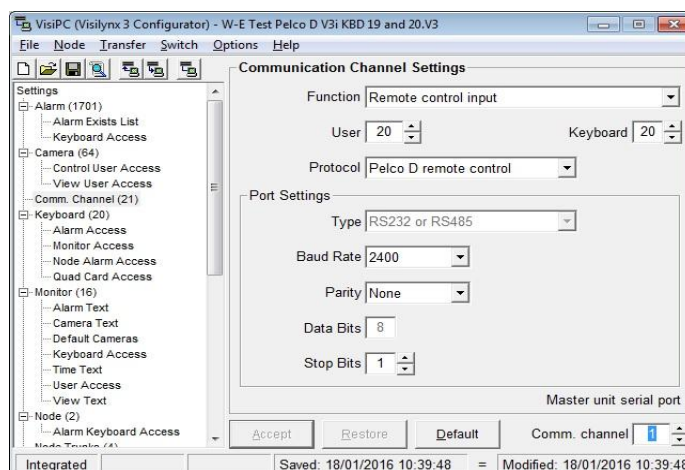 VisiPC (Visilynx 3 Configurator) - W-E Test Pelco D V3i KBD 19 and 20.V3
File Node Transfer Switch Options Help
Settings
Alarm (1701)
Alarm Exists List
Keyboard Access
Camera (64)
Control User Access
View User Access
Comm. Channel (21)
Keyboard (20)
Alarm Access
Monitor Access
Node Alarm Access
Quad Card Access
Monitor (16)
Alarm Text
Camera Text
Default Cameras
Keyboard Access
Time Text
User Access
View Text
Node (2)
Alarm Keyboard Access
Node Trunks (4)
Communication Channel Settings
Function Remote control input
User 20 Keyboard 20
Protocol Pelco D remote control
Port Settings
Type RS232 or RS485
Baud Rate 2400
Parity None
Data Bits 8
Stop Bits 1
Master unit serial port
Accept Restore Default Comm. channel 1
Integrated Saved: 18/01/2016 10:39:48 = Modified: 18/01/2016 10:39:48